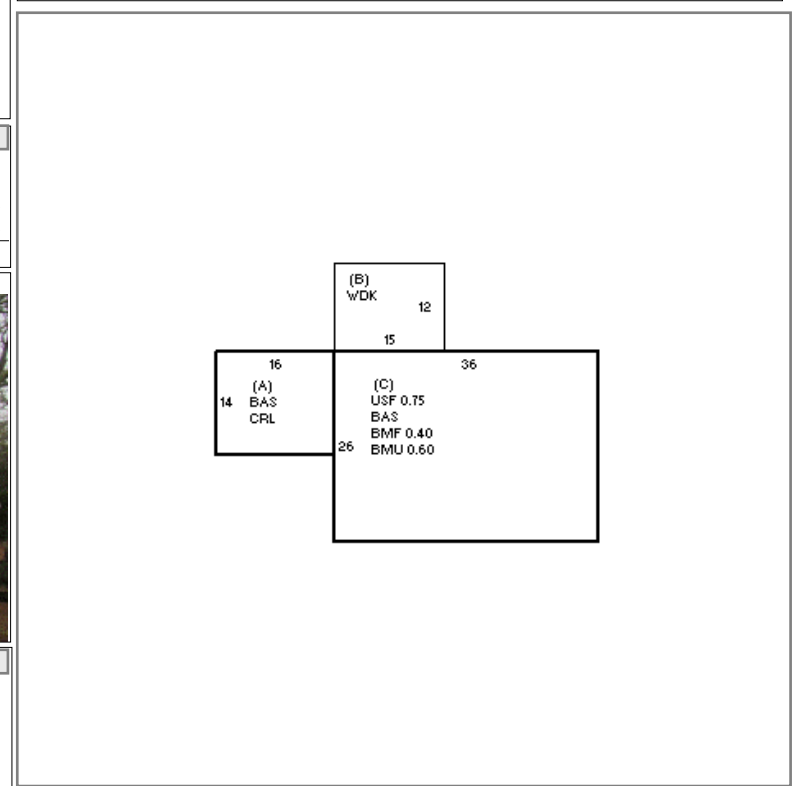 (B)
WDK
12
15
16
36
(A)
14 BAS
CRL
(C)
USF 0.75
BAS
BMF 0.40
26 BMU 0.60